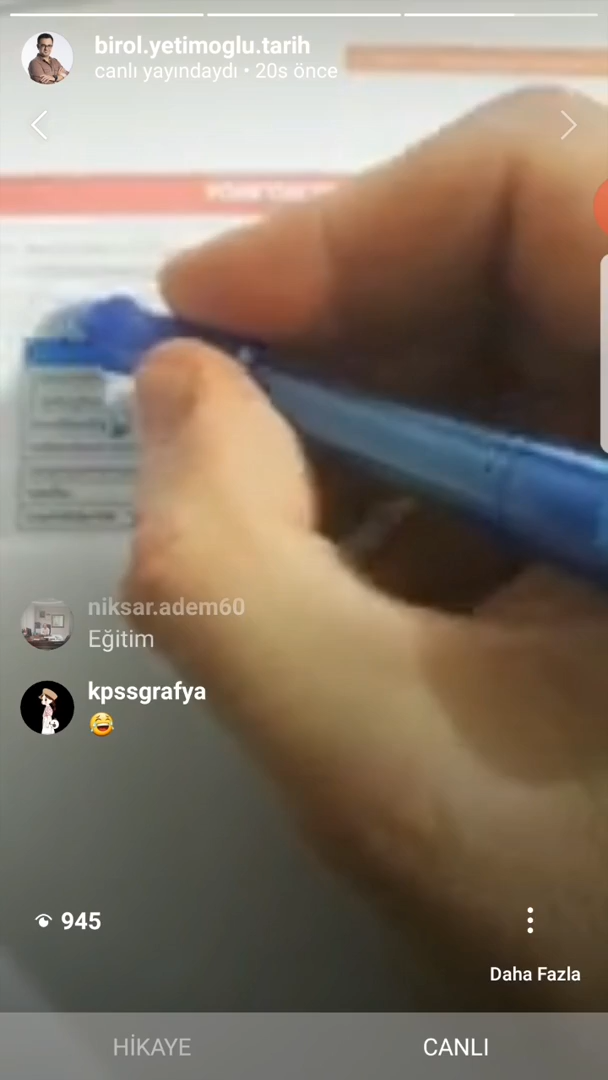 birol.yetimoglu.tarih
canlı yayındaydı • 20s önce
niksar.adem60
Eğitim
kpssgrafya
😂
945
Daha Fazla
HİKAYE
CANLI